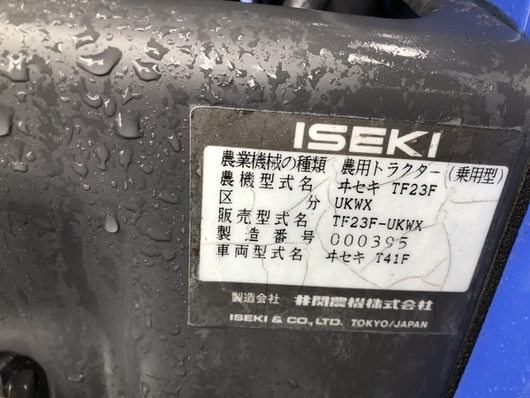 ISEKI
農業機械の種類 農用トラクター(乗用型)
農機型式名 ヰセキ TF23F
区分 UKWX
販売型式名 TF23F-UKWX
製造番号 000395
車両型式名 ヰセキ T41F
製造会社 井関農機株式会社
ISEKI & CO., LTD. TOKYO/JAPAN